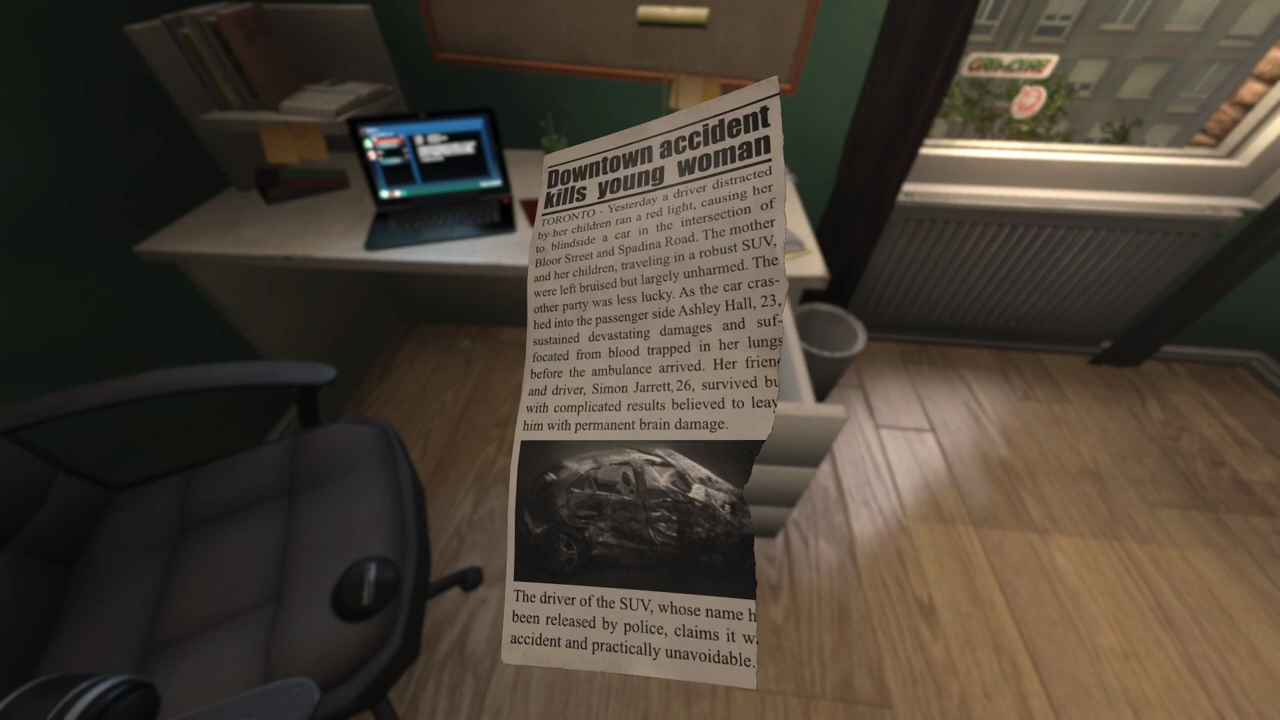 Downtown accident
kills young woman
TORONTO - Yesterday a driver distracted
by her children ran a red light, causing her
to blindside a car in the intersection of
Bloor Street and Spadina Road. The mother
and her children, traveling in a robust SUV,
were left bruised but largely unharmed. The
other party was less lucky. As the car cras-
hed into the passenger side Ashley Hall, 23,
sustained devastating damages and suf-
focated from blood trapped in her lungs
before the ambulance arrived. Her frien
and driver, Simon Jarrett, 26, survived bu
with complicated results believed to leav
him with permanent brain damage.
The driver of the SUV, whose name h
been released by police, claims it w
accident and practically unavoidable.
GRIMOIRE